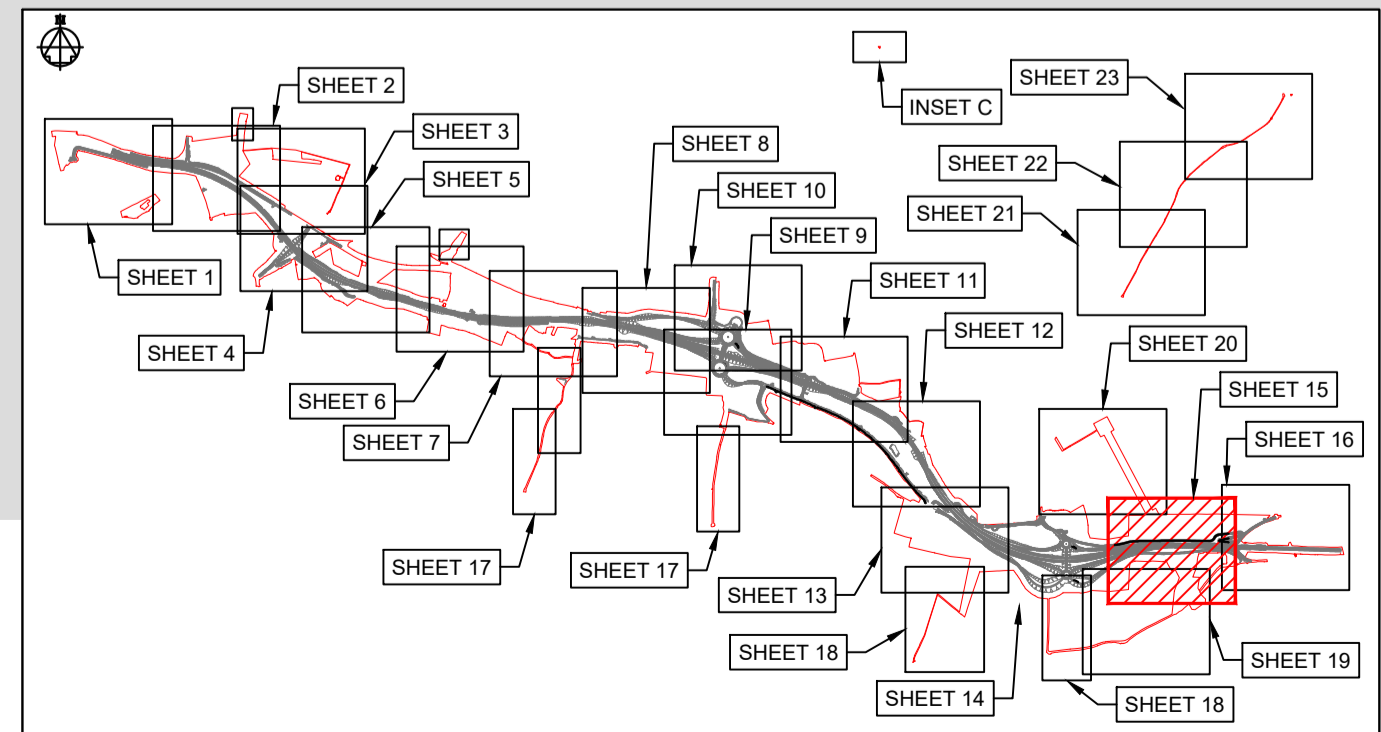 N
SHEET 2
SHEET 3
SHEET 5
SHEET 1
SHEET 4
SHEET 8
SHEET 10
SHEET 9
SHEET 11
SHEET 12
INSET C
SHEET 23
SHEET 22
SHEET 21
SHEET 20
SHEET 15
SHEET 16
SHEET 6
SHEET 7
SHEET 17
SHEET 17
SHEET 13
SHEET 18
SHEET 14
SHEET 19
SHEET 18